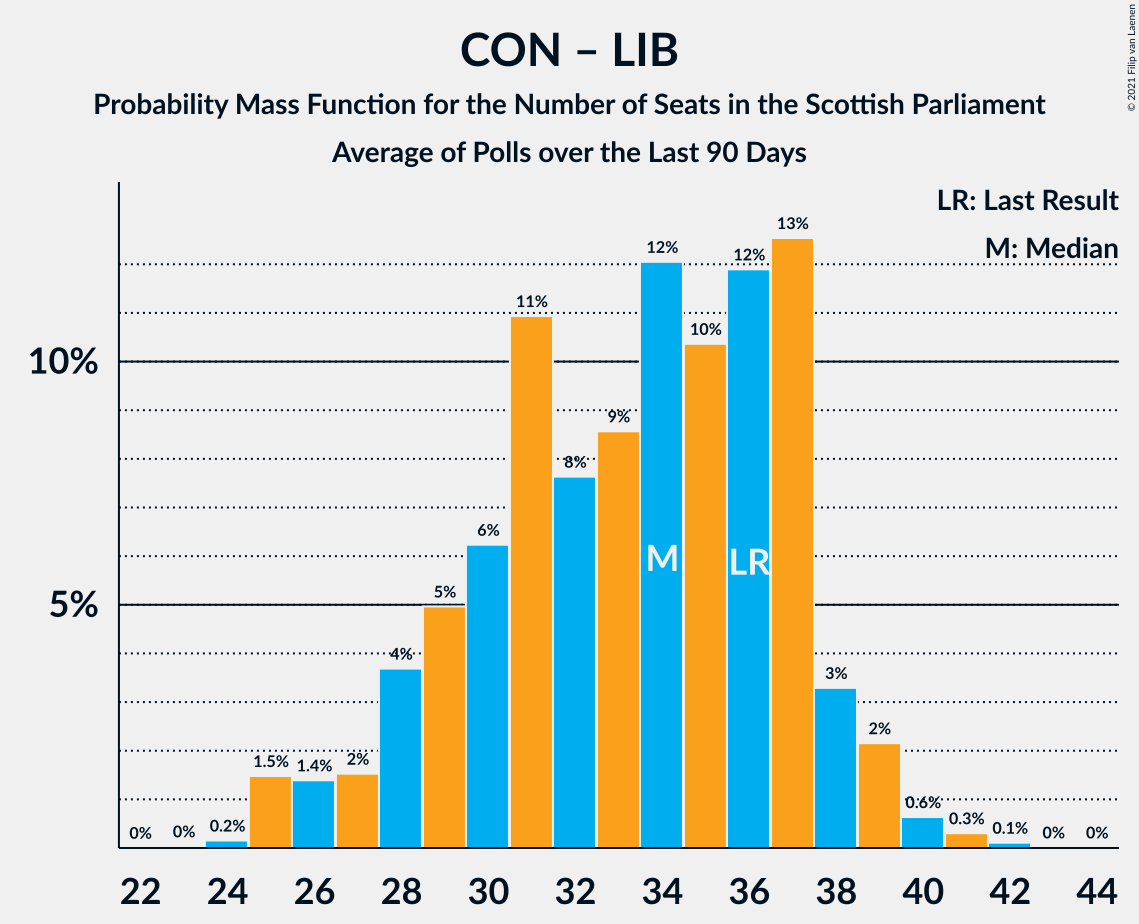 CON – LIB
Probability Mass Function for the Number of Seats in the Scottish Parliament
Average of Polls over the Last 90 Days
© 2021 Filip van Laenen
LR: Last Result
M: Median
10%
5%
0%
0%
0.2%
1.5%
1.4%
2%
4%
5%
6%
11%
8%
9%
12%
10%
12%
13%
3%
2%
0.6%
0.3%
0.1%
0%
0%
M
LR
22 24 26 28 30 32 34 36 38 40 42 44